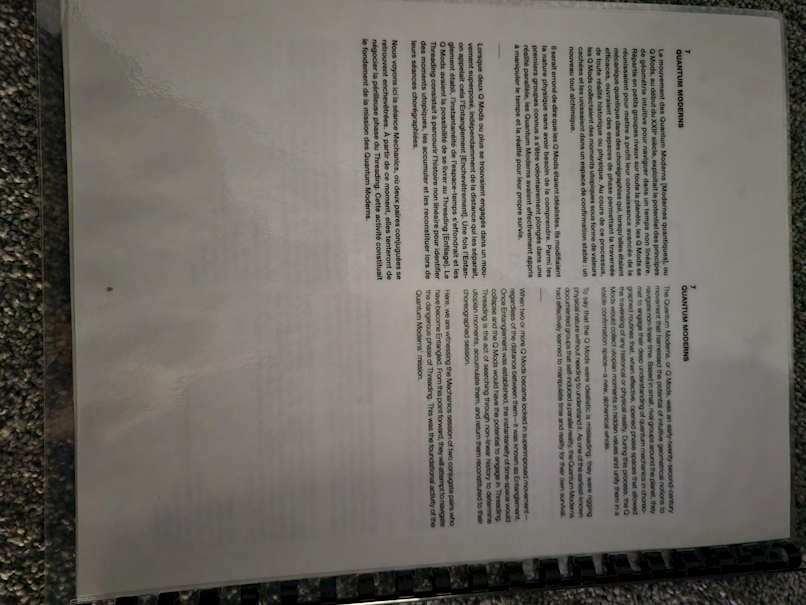 7
QUANTUM MODERNS
Le mouvement des Quantum Moderns [Modernes quantiques], ou
Q Mods, au début du XXIIe siècle, exploitait le potentiel des principes
de géométrie intuitive pour naviguer dans un temps non linéaire.
Répartis en petits groupes rivaux sur toute la planète, les Q Mods se
réunissaient pour mettre à profit leur connaissance avancée de la
mécanique quantique dans des chorégraphies qui, lorsqu'elles étaient
efficaces, ouvraient des espaces de phase permettant la traversée
de toute réalité historique ou physique. Au cours de ce processus,
les Q Mods collectaient des moments utopiques sous forme de valeurs
cachées et les unissaient dans un espace de confirmation stable : un
nouveau tout alchimique.
Il serait erroné de dire que les Q Mods étaient idéalistes. Ils modifiaient
la nature physique sans avoir besoin de la comprendre. Parmi les
premiers groupes connus à s'être volontairement plongés dans une
réalité parallèle, les Quantum Moderns avaient effectivement appris
à manipuler le temps et la réalité pour leur propre survie.
Lorsque deux Q Mods ou plus se trouvaient engagés dans un mou-
vement superposé, indépendamment de la distance qui les séparait,
on appelait cela l'Entanglement [Enchevêtrement]. Une fois l'Entan-
glement établi, l'instantanéité de l'espace-temps s'effondrait et les
Q Mods avaient la possibilité de se livrer au Threading [Enfilage]. Le
Threading consistait à parcourir l'histoire non linéaire pour identifier
des moments utopiques, les accumuler et les reconstituer lors de
leurs séances chorégraphiées.
Nous voyons ici la séance Mechanics, où deux paires conjuguées se
retrouvent enchevêtrées. À partir de ce moment, elles tenteront de
négocier la périlleuse phase du Threading. Cette activité constituait
le fondement de la mission des Quantum Moderns.
7
QUANTUM MODERNS
The Quantum Moderns, or Q Mods, was an early-twenty-second-century
movement that harnessed the potential of intuitive geometrical notions to
navigate non-linear time. Based in small, rival groups around the planet, they
met to engage their deep understanding of quantum mechanics in choreo-
graphed routines that, when effective, opened phase spaces that allowed
the traversing of any historical or physical reality. During this process, the Q
Mods would collect utopian moments in hidden values and unify them in a
stable confirmation space—a new, alchemical whole.
To say that the Q Mods were idealistic is misleading; they were rigging
physical nature without needing to understand it. As one of the earliest-known
documented groups that self-induced a parallel reality, the Quantum Moderns
had effectively learned to manipulate time and reality for their own survival.
When two or more Q Mods became locked in superimposed movement—
regardless of the distance between them—it was known as Entanglement.
Once Entanglement was established, the instantaneity of time-space would
collapse and the Q Mods would have the potential to engage in Threading.
Threading is the act of searching through non-linear history to determine
utopian moments, accumulate them, and return them reconstituted to their
choreographed session.
Here, we are witnessing the Mechanics session of two conjugate pairs who
have become Entangled. From this point forward, they will attempt to navigate
the dangerous phase of Threading. This was the foundational activity of the
Quantum Moderns' mission.